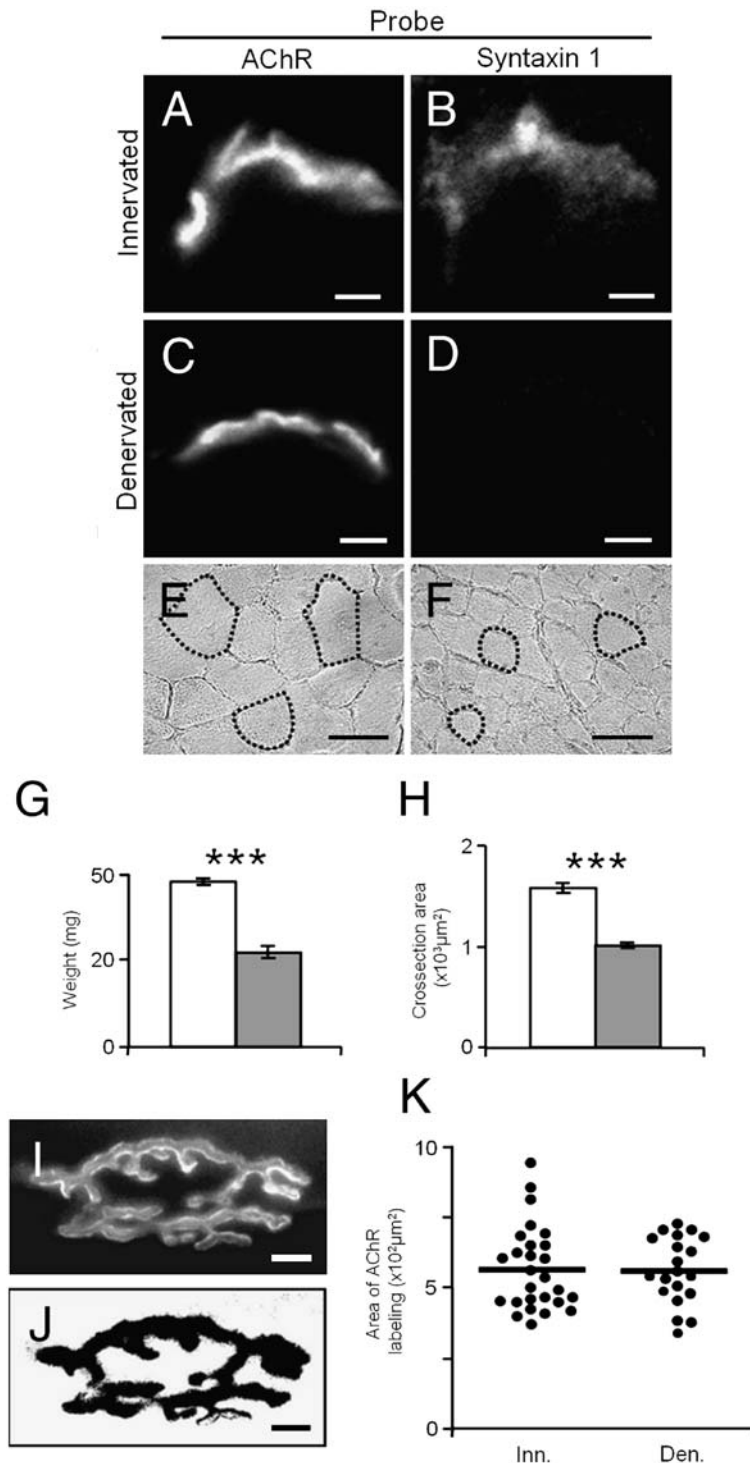 Probe
AChR Syntaxin 1
Innervated
A B
Denervated
C D
E F
G H
***
50
20
0
Weight (mg)
***
2
1
0
Crossection area
(x10³µm²)
I
J
K
10
5
0
Area of AChR
labeling (x10²µm²)
Inn. Den.